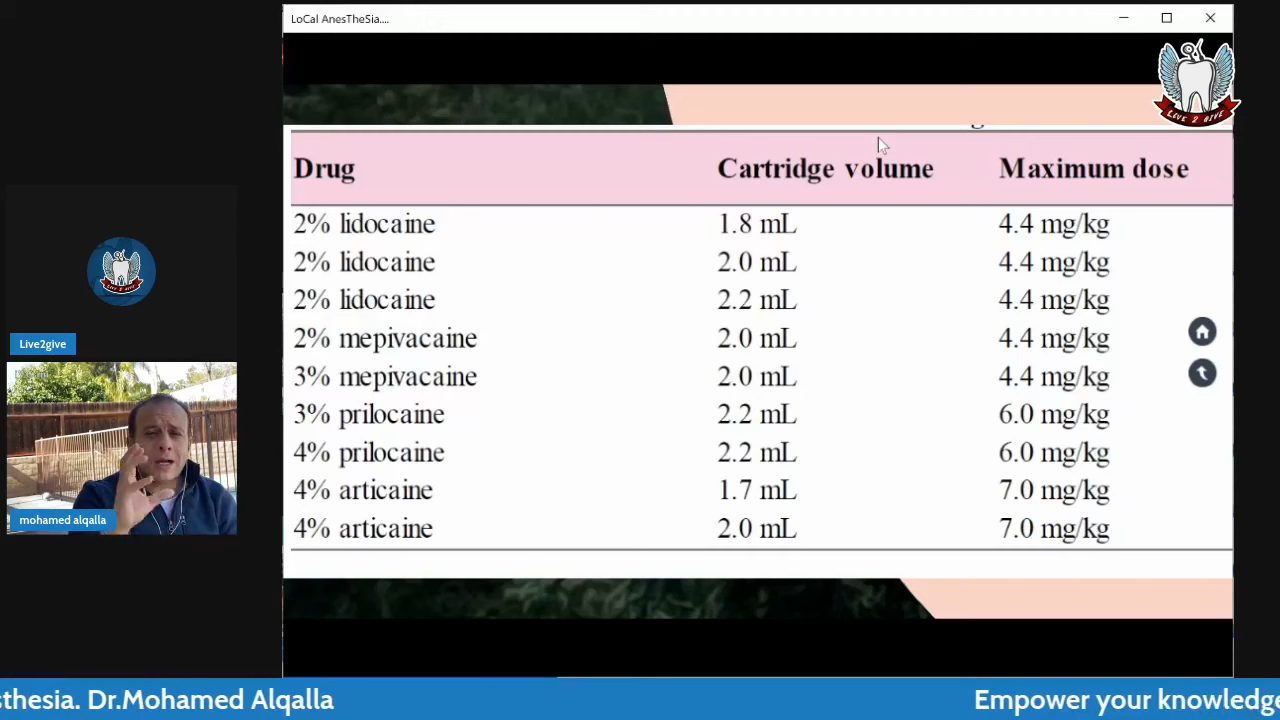 LoCal AnesTheSia....
LOVE 2 GIVE
Drug Cartridge volume Maximum dose
2% lidocaine 1.8 mL 4.4 mg/kg
2% lidocaine 2.0 mL 4.4 mg/kg
2% lidocaine 2.2 mL 4.4 mg/kg
2% mepivacaine 2.0 mL 4.4 mg/kg
3% mepivacaine 2.0 mL 4.4 mg/kg
3% prilocaine 2.2 mL 6.0 mg/kg
4% prilocaine 2.2 mL 6.0 mg/kg
4% articaine 1.7 mL 7.0 mg/kg
4% articaine 2.0 mL 7.0 mg/kg
Live2give
mohamed alqalla
sthesia. Dr.Mohamed Alqalla
Empower your knowledge